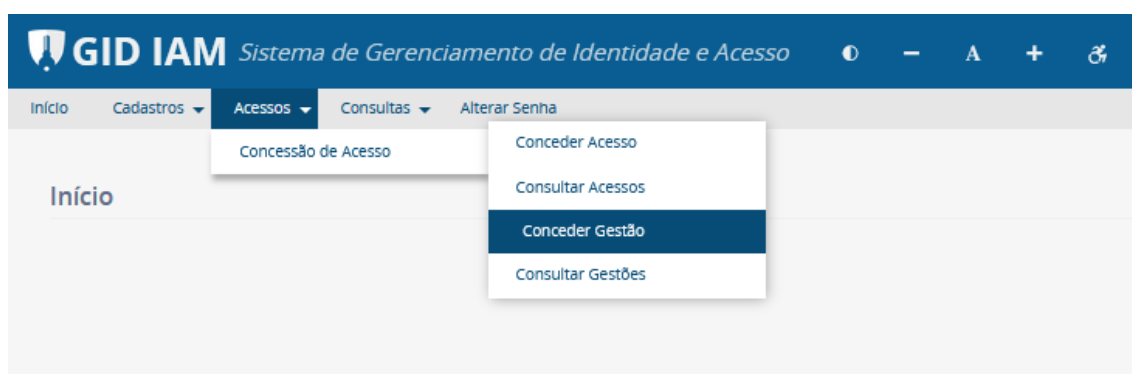 GID IAM Sistema de Gerenciamento de Identidade e Acesso − A +
Início Cadastros Acessos Consultas Alterar Senha
Concessão de Acesso
Conceder Acesso
Consultar Acessos
Conceder Gestão
Consultar Gestões
Início